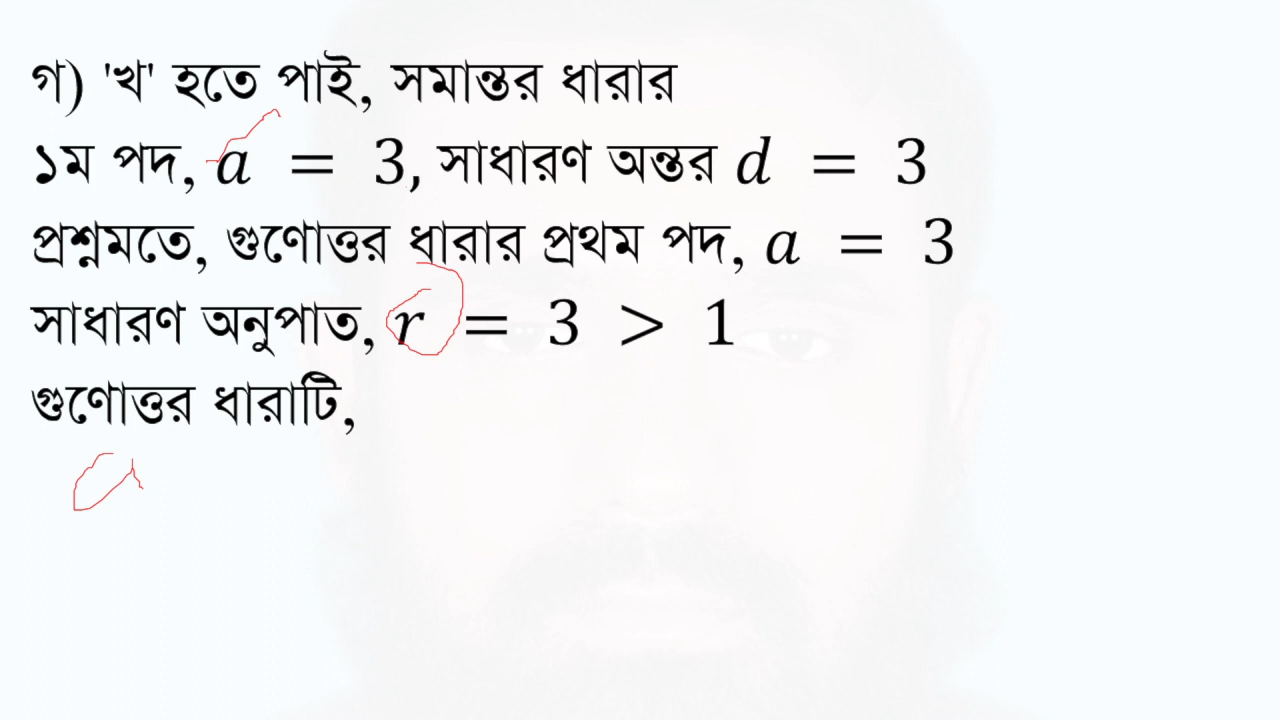 গ) 'খ' হতে পাই, সমান্তর ধারার
১ম পদ, a = 3, সাধারণ অন্তর d = 3
প্রশ্নমতে, গুণোত্তর ধারার প্রথম পদ, a = 3
সাধারণ অনুপাত, r = 3 > 1
গুণোত্তর ধারাটি,
a